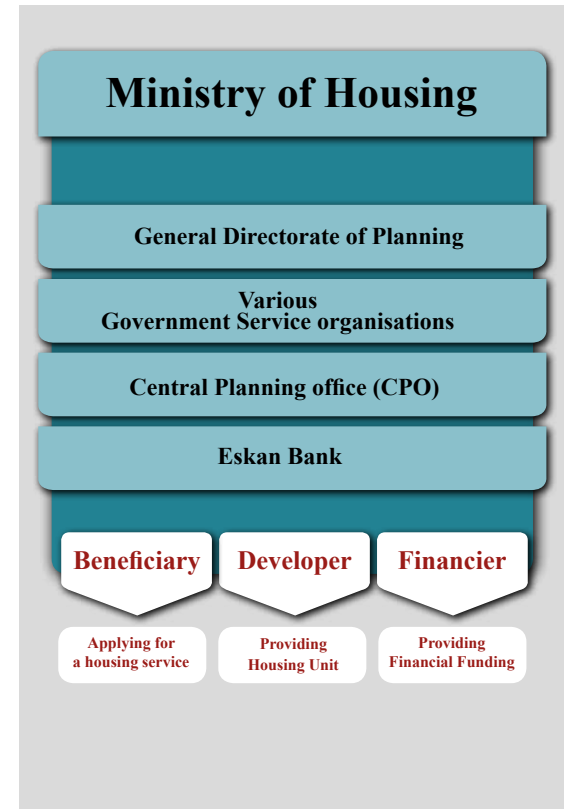 Ministry of Housing
General Directorate of Planning
Various
Government Service organisations
Central Planning office (CPO)
Eskan Bank
Beneficiary
Developer
Financier
Applying for
a housing service
Providing
Housing Unit
Providing
Financial Funding